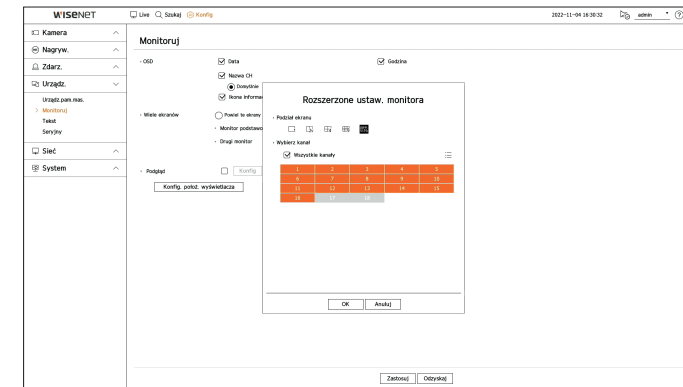 WISENET
Live Szukaj Konfig
2022-11-04 16:30:32 admin ?
Kamera
Nagryw.
Zdarz.
Urządz.
Urządz.pam.mas.
Monitoruj
Tekst
Seryjny
Sieć
System
Monitoruj
OSD
Data
Godzina
Nazwa CH
Domyślnie
Ikona informa
Wiele ekranów
Powiel te ekrany
Monitor podstawo
Drugi monitor
Podgląd
Konfig
Konfig. położ. wyświetlacza
Rozszerzone ustaw. monitora
Podział ekranu
Wybierz kanał
Wszystkie kanały
1 2 3 4 5
6 7 8 9 10
11 12 13 14 15
16 17 18
OK Anuluj
Zastosuj Odzyskaj